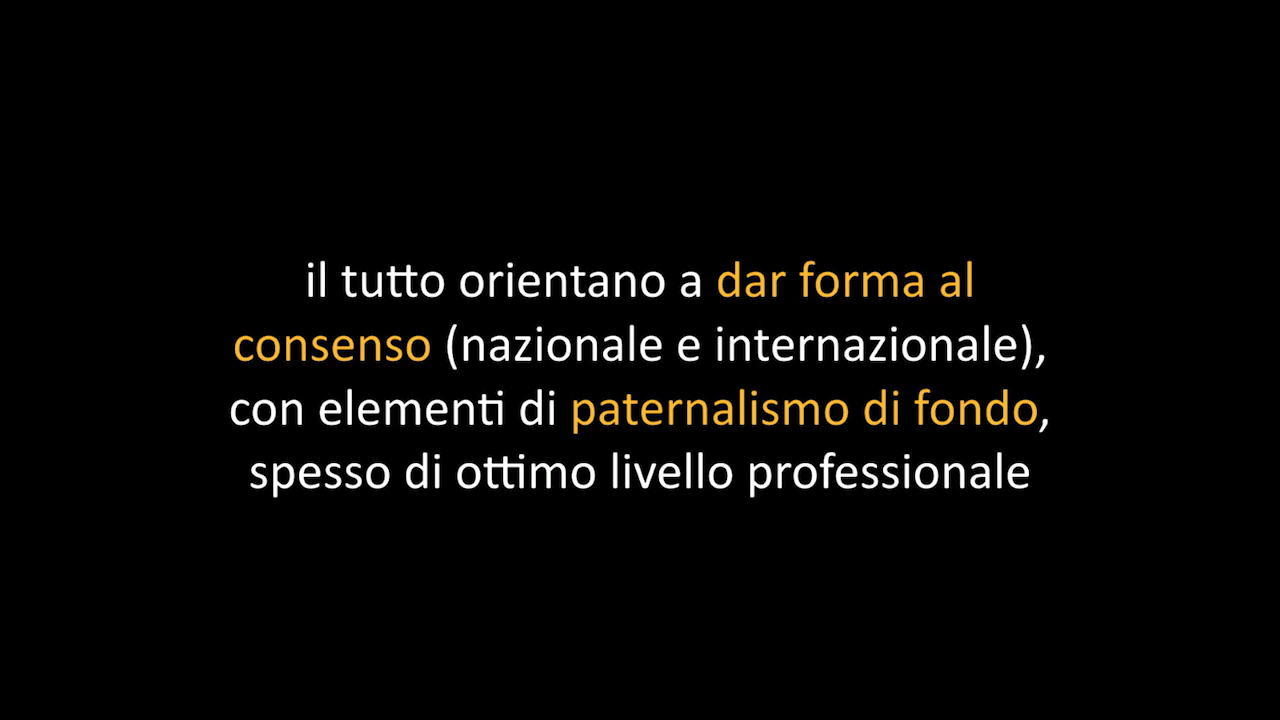 il tutto orientano a dar forma al
consenso (nazionale e internazionale),
con elementi di paternalismo di fondo,
spesso di ottimo livello professionale